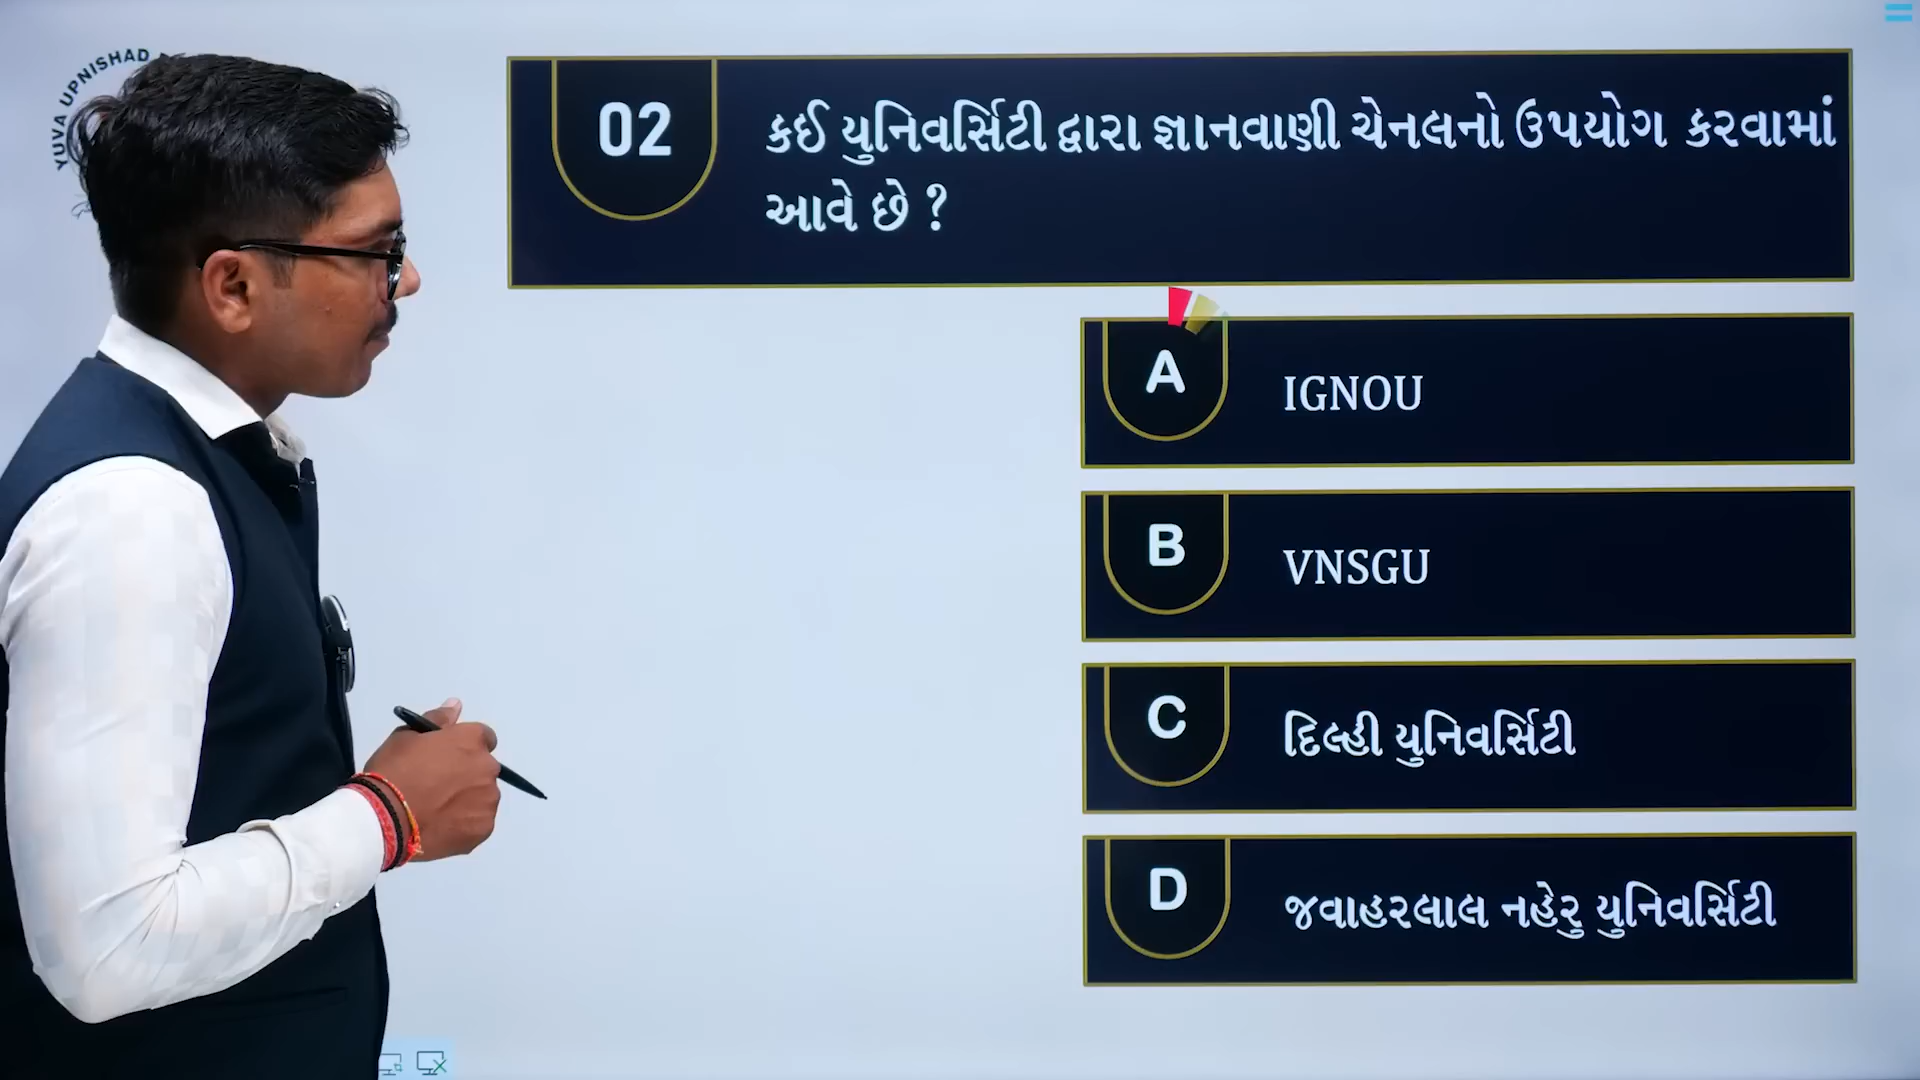 YUVA UPNISHAD
02
કઈ યુનિવર્સિટી દ્વારા જ્ઞાનવાણી ચેનલનો ઉપયોગ કરવામાં
આવે છે ?
A
IGNOU
B
VNSGU
C
દિલ્હી યુનિવર્સિટી
D
જવાહરલાલ નહેરુ યુનિવર્સિટી